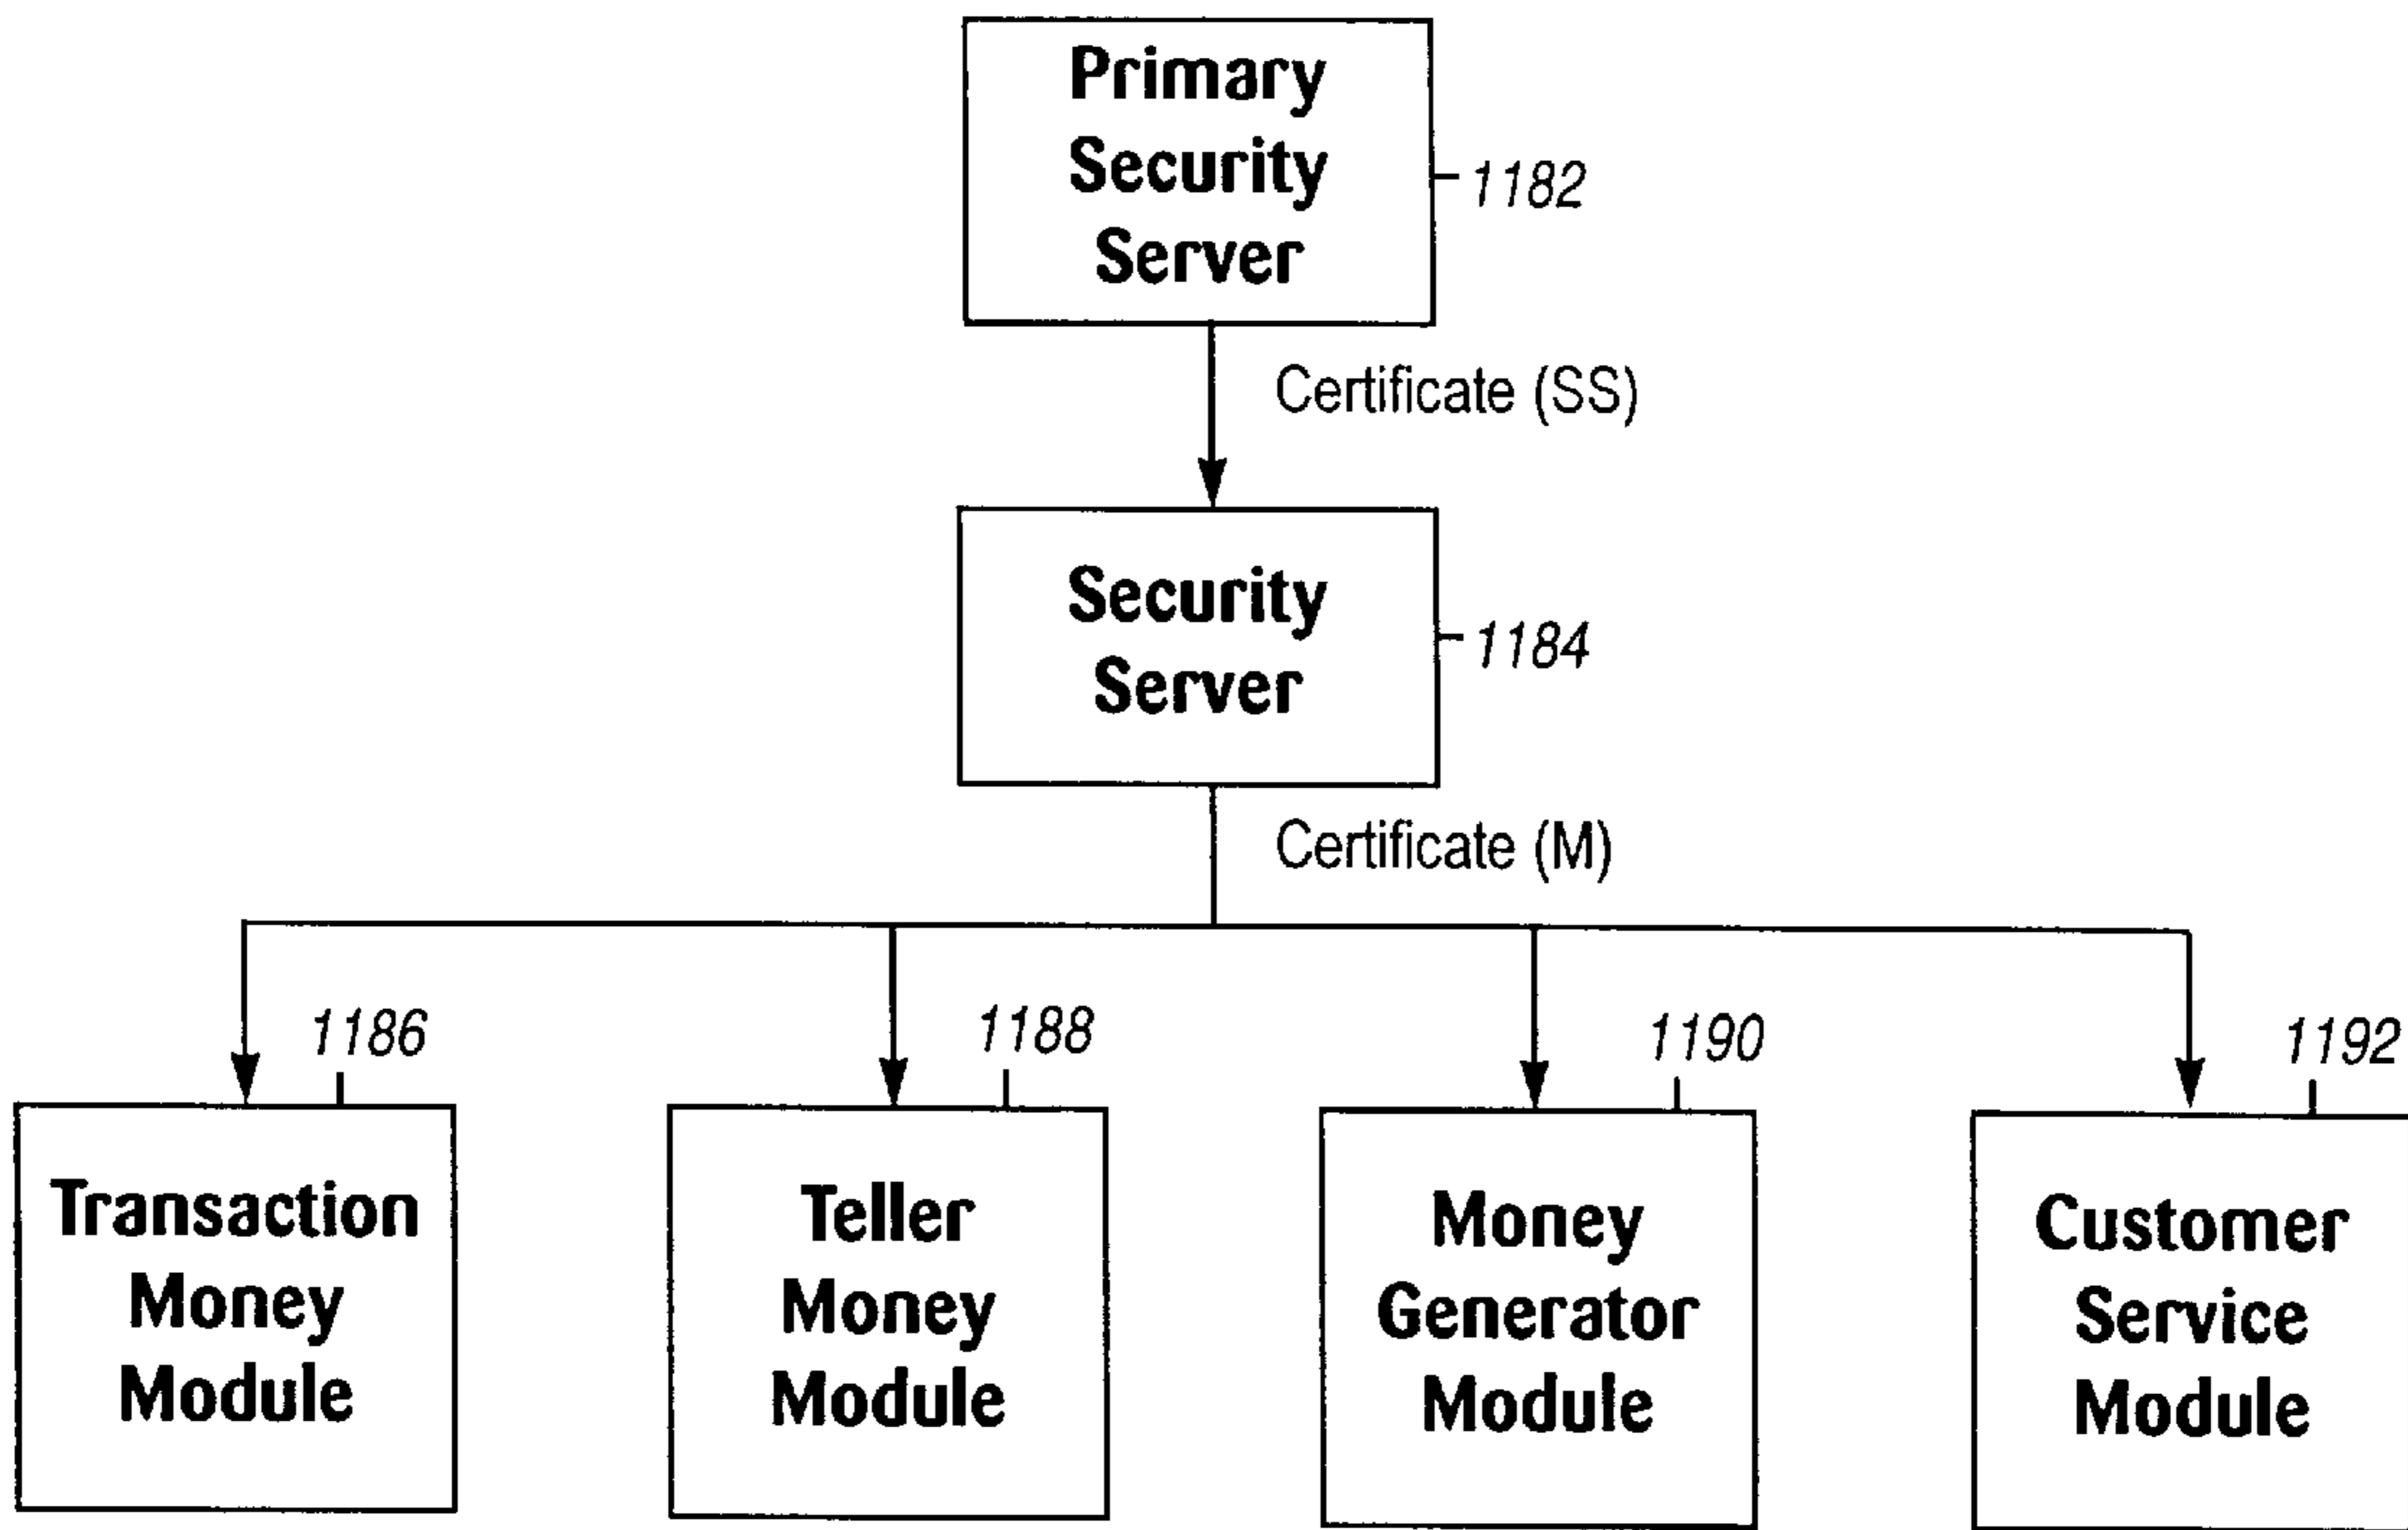 Primary
Security
Server
1182
Certificate (SS)
Security
Server
1184
Certificate (M)
1186
1188
1190
1192
Transaction
Money
Module
Teller
Money
Module
Money
Generator
Module
Customer
Service
Module